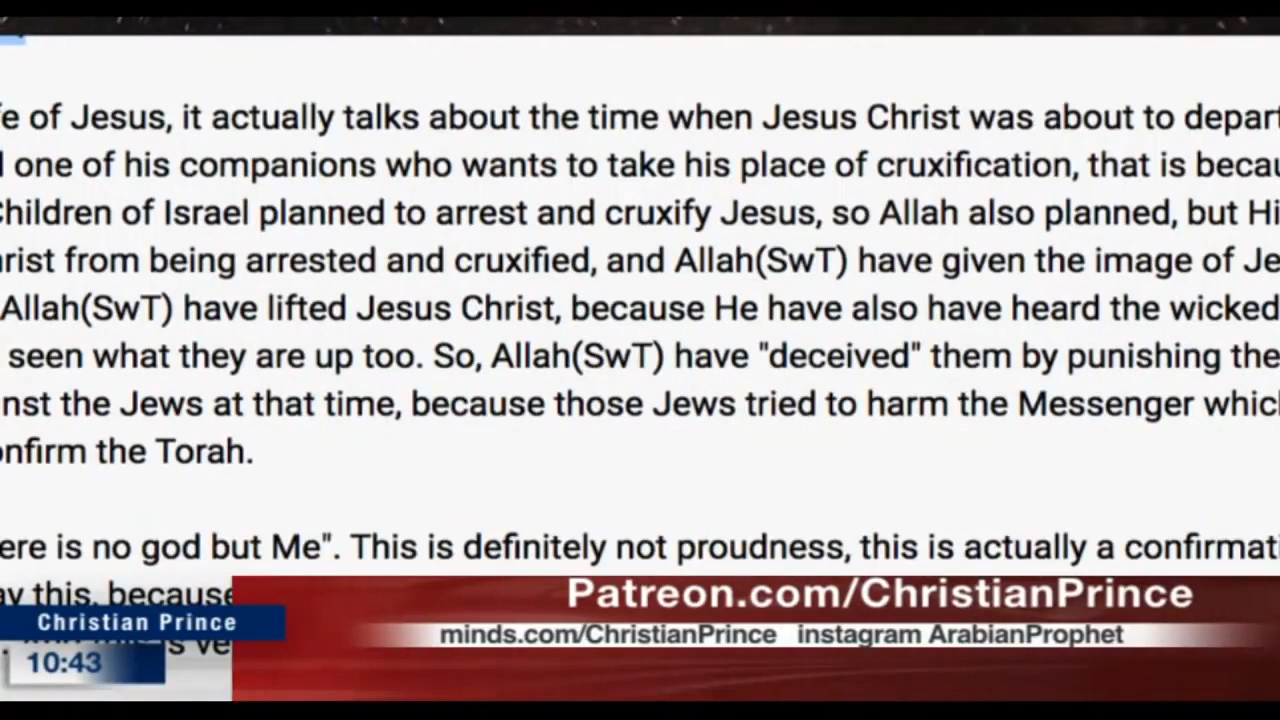 fe of Jesus, it actually talks about the time when Jesus Christ was about to depart
one of his companions who wants to take his place of cruxification, that is becau
Children of Israel planned to arrest and cruxify Jesus, so Allah also planned, but Hi
rist from being arrested and cruxified, and Allah(SwT) have given the image of Je
Allah(SwT) have lifted Jesus Christ, because He have also have heard the wicked
seen what they are up too. So, Allah(SwT) have "deceived" them by punishing the
nst the Jews at that time, because those Jews tried to harm the Messenger which
onfirm the Torah.
ere is no god but Me". This is definitely not proudness, this is actually a confirmati
ay this, because
Patreon.com/ChristianPrince
Christian Prince
minds.com/ChristianPrince instagram ArabianProphet
10:43